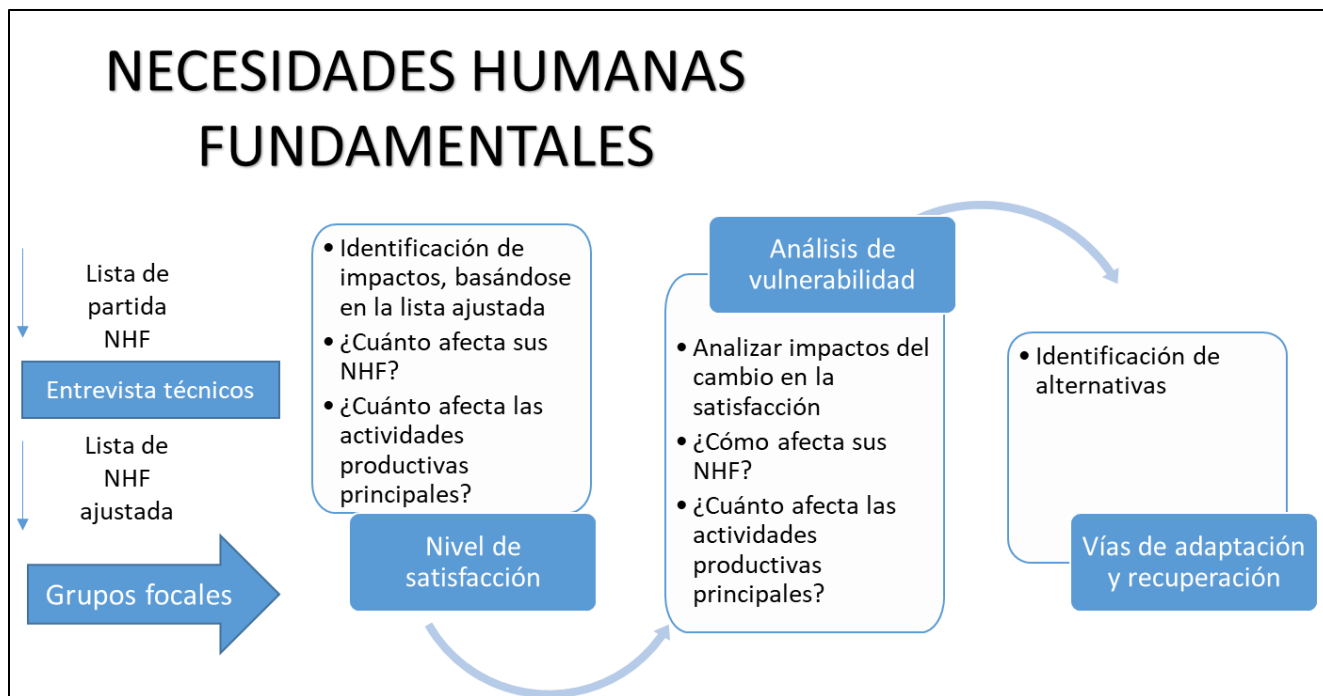 NECESIDADES HUMANAS
FUNDAMENTALES
Lista de
partida
NHF
Entrevista técnicos
Lista de
NHF
ajustada
Grupos focales
• Identificación de
impactos, basándose
en la lista ajustada
• ¿Cuánto afecta sus
NHF?
• ¿Cuánto afecta las
actividades
productivas
principales?
Nivel de
satisfacción
Análisis de
vulnerabilidad
• Analizar impactos del
cambio en la
satisfacción
• ¿Cómo afecta sus
NHF?
• ¿Cuánto afecta las
actividades
productivas
principales?
• Identificación de
alternativas
Vías de adaptación
y recuperación